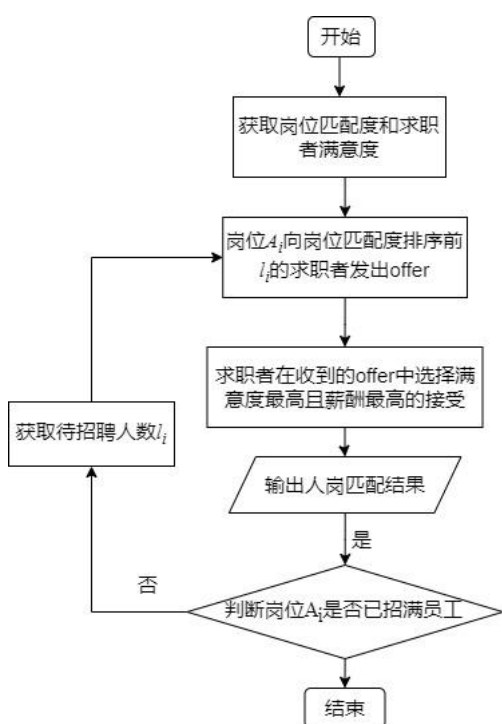 开始
获取岗位匹配度和求职
者满意度
岗位A_i向岗位匹配度排序前
l_i的求职者发出offer
求职者在收到的offer中选择满
意度最高且薪酬最高的接受
获取待招聘人数l_i
输出人岗匹配结果
是
否
判断岗位A_i是否已招满员工
结束